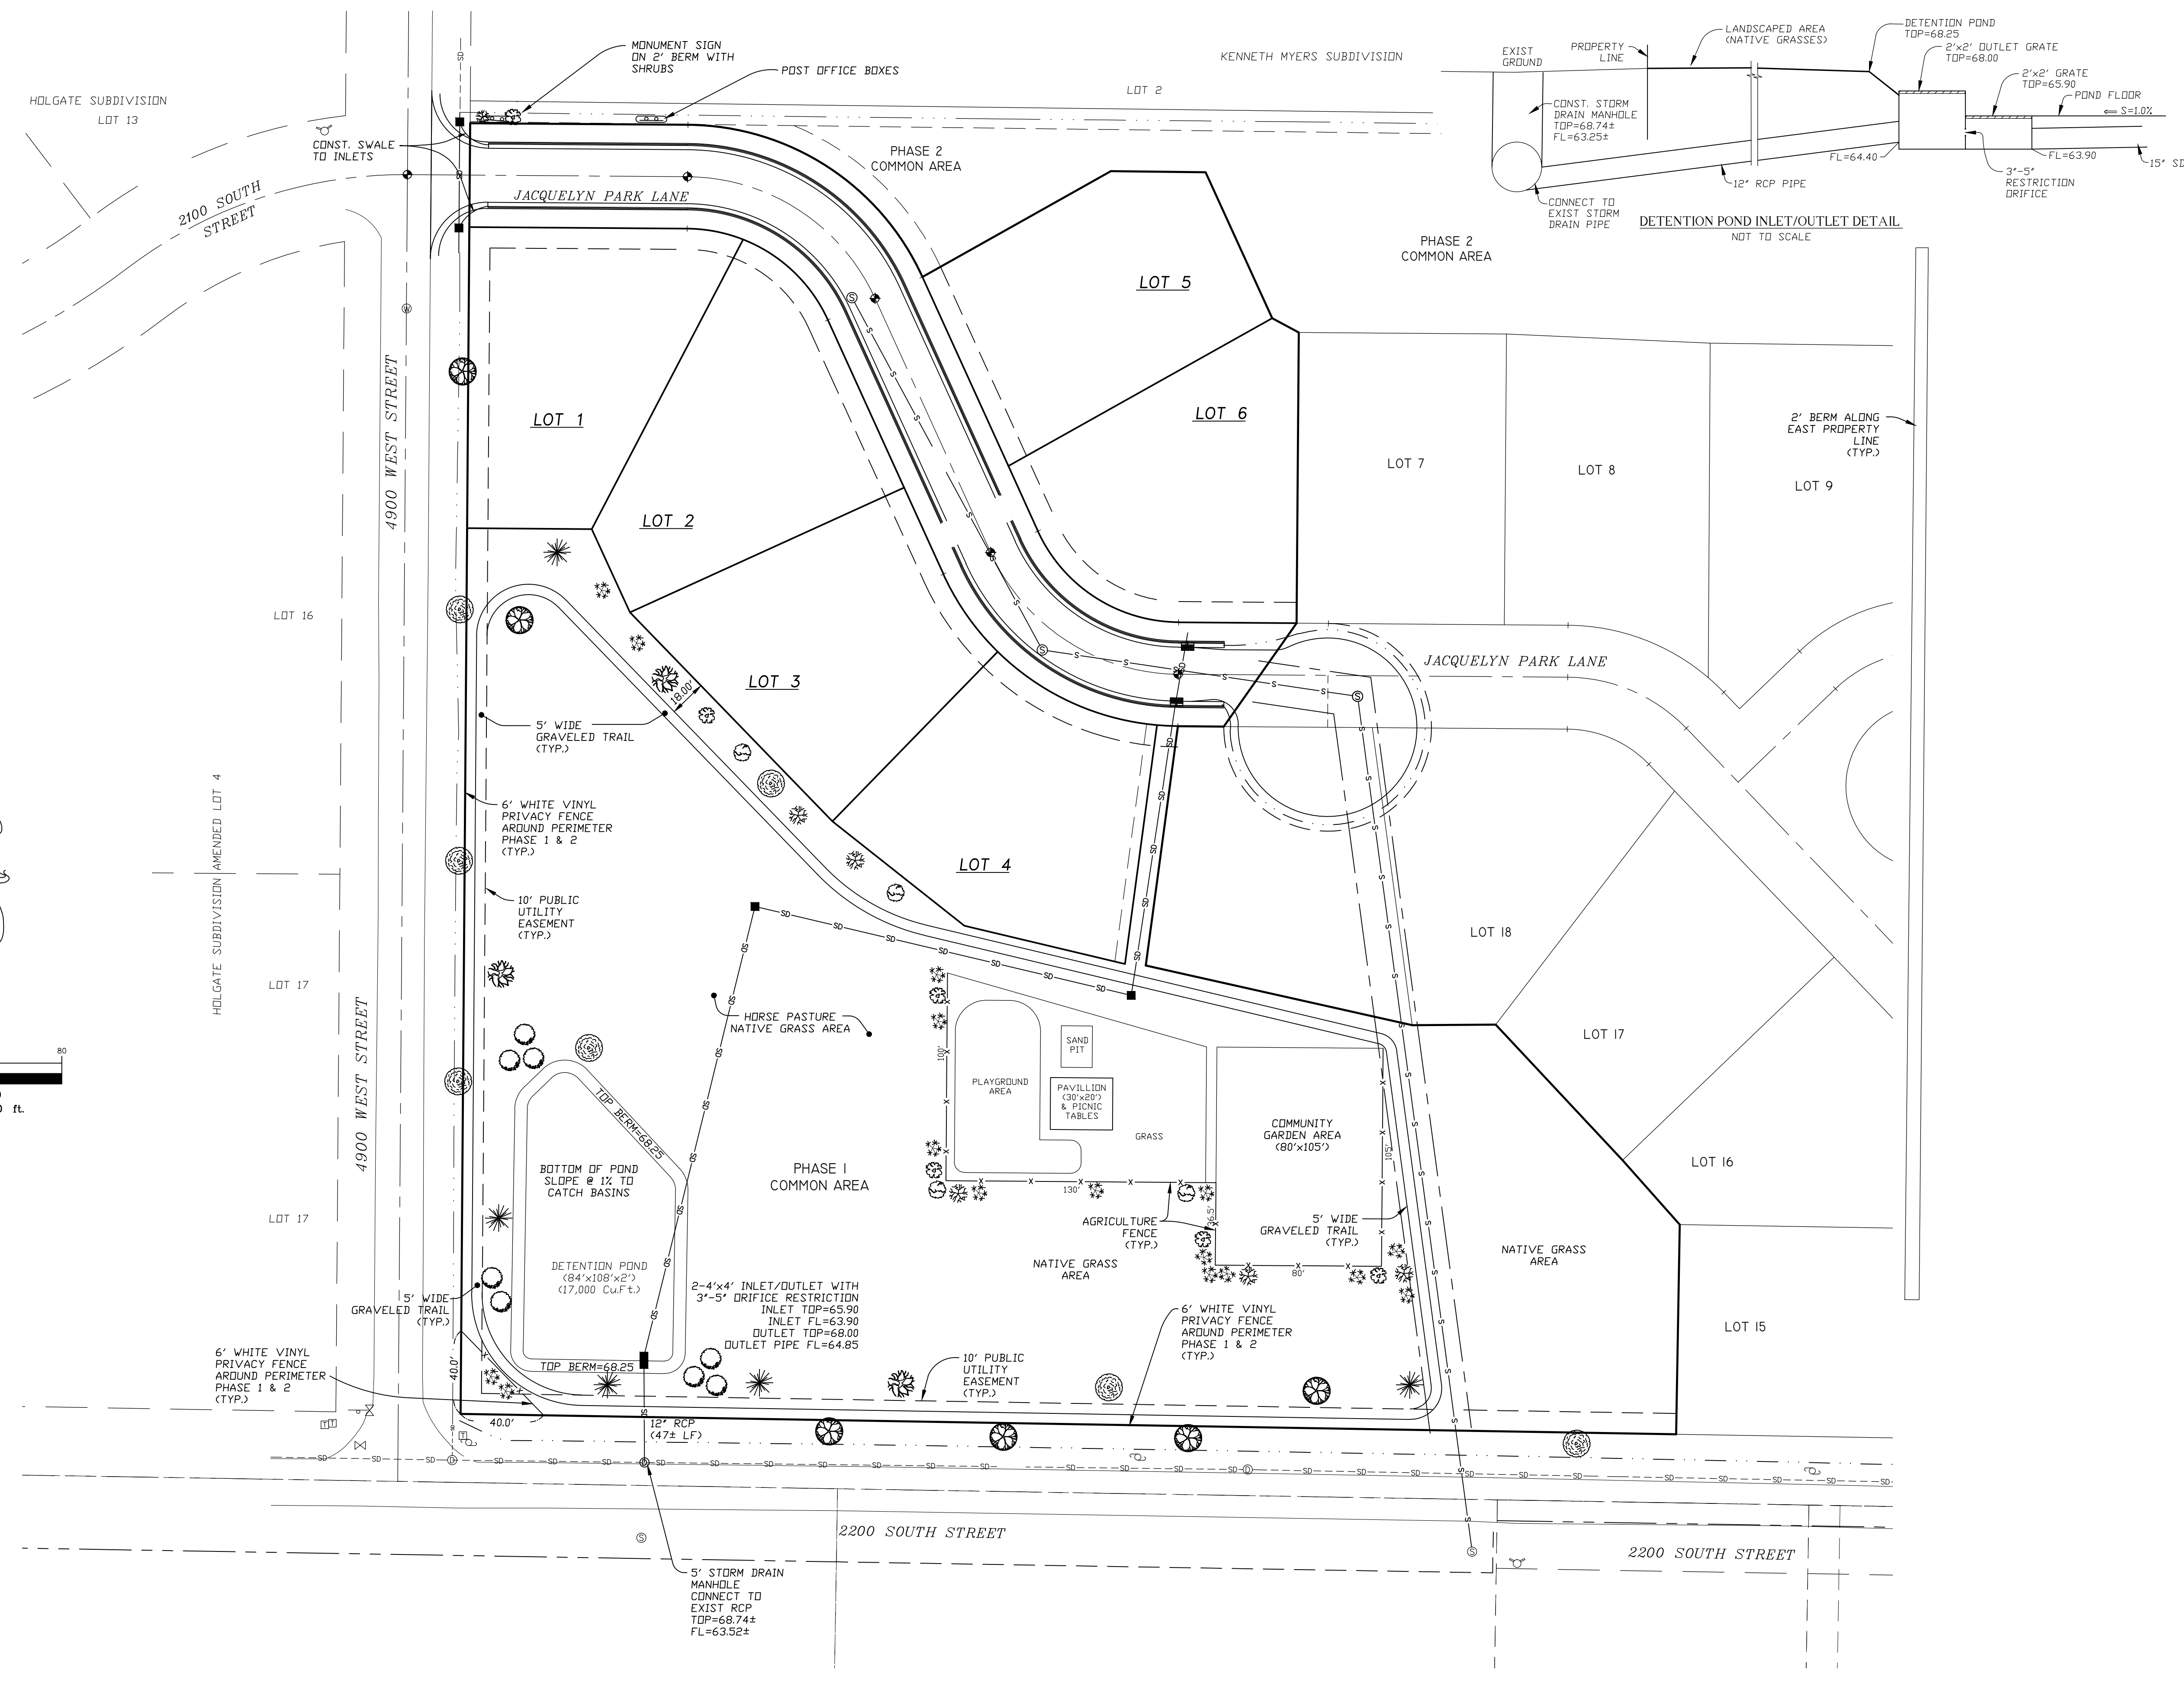 MONUMENT SIGN
ON 2' BERM WITH
SHRUBS
POST OFFICE BOXES
KENNETH MYERS SUBDIVISION
LOT 2
HOLGATE SUBDIVISION
LOT 13
CONST. SWALE
TO INLETS
2100 SOUTH
STREET
JACQUELYN PARK LANE
PHASE 2
COMMON AREA
EXIST
GROUND
PROPERTY
LINE
LANDSCAPED AREA
(NATIVE GRASSES)
DETENTION POND
TOP=68.25
2'x2' OUTLET GRATE
TOP=68.00
2'x2' GRATE
TOP=65.90
POND FLOOR
S=1.0%
CONST. STORM
DRAIN MANHOLE
TOP=68.74±
FL=63.25±
FL=64.40
FL=63.90
15" SD
12" RCP PIPE
3"-5"
RESTRICTION
ORIFICE
CONNECT TO
EXIST STORM
DRAIN PIPE
DETENTION POND INLET/OUTLET DETAIL
NOT TO SCALE
PHASE 2
COMMON AREA
LOT 5
LOT 6
LOT 1
LOT 2
LOT 3
LOT 4
LOT 7
LOT 8
LOT 9
2' BERM ALONG
EAST PROPERTY
LINE
(TYP.)
4900 WEST STREET
LOT 16
JACQUELYN PARK LANE
18.00'
5' WIDE
GRAVELED TRAIL
(TYP.)
6' WHITE VINYL
PRIVACY FENCE
AROUND PERIMETER
PHASE 1 & 2
(TYP.)
HOLGATE SUBDIVISION AMENDED LOT 4
10' PUBLIC
UTILITY
EASEMENT
(TYP.)
LOT 17
LOT 18
LOT 17
LOT 16
LOT 15
80
ft.
4900 WEST STREET
HORSE PASTURE
NATIVE GRASS AREA
100'
PLAYGROUND
AREA
SAND
PIT
PAVILLION
(30'x20')
& PICNIC
TABLES
GRASS
COMMUNITY
GARDEN AREA
(80'x105')
105'
130'
36.5'
80'
TOP BERM=68.25
BOTTOM OF POND
SLOPE @ 1% TO
CATCH BASINS
PHASE 1
COMMON AREA
LOT 17
AGRICULTURE
FENCE
(TYP.)
5' WIDE
GRAVELED TRAIL
(TYP.)
NATIVE GRASS
AREA
NATIVE GRASS
AREA
DETENTION POND
(84'x108'x2')
(17,000 Cu.Ft.)
2-4'x4' INLET/OUTLET WITH
3"-5" ORIFICE RESTRICTION
INLET TOP=65.90
INLET FL=63.90
OUTLET TOP=68.00
OUTLET PIPE FL=64.85
5' WIDE
GRAVELED TRAIL
(TYP.)
6' WHITE VINYL
PRIVACY FENCE
AROUND PERIMETER
PHASE 1 & 2
(TYP.)
6' WHITE VINYL
PRIVACY FENCE
AROUND PERIMETER
PHASE 1 & 2
(TYP.)
TOP BERM=68.25
10' PUBLIC
UTILITY
EASEMENT
(TYP.)
40.0'
40.0'
12" RCP
(47± LF)
2200 SOUTH STREET
2200 SOUTH STREET
5' STORM DRAIN
MANHOLE
CONNECT TO
EXIST RCP
TOP=68.74±
FL=63.52±